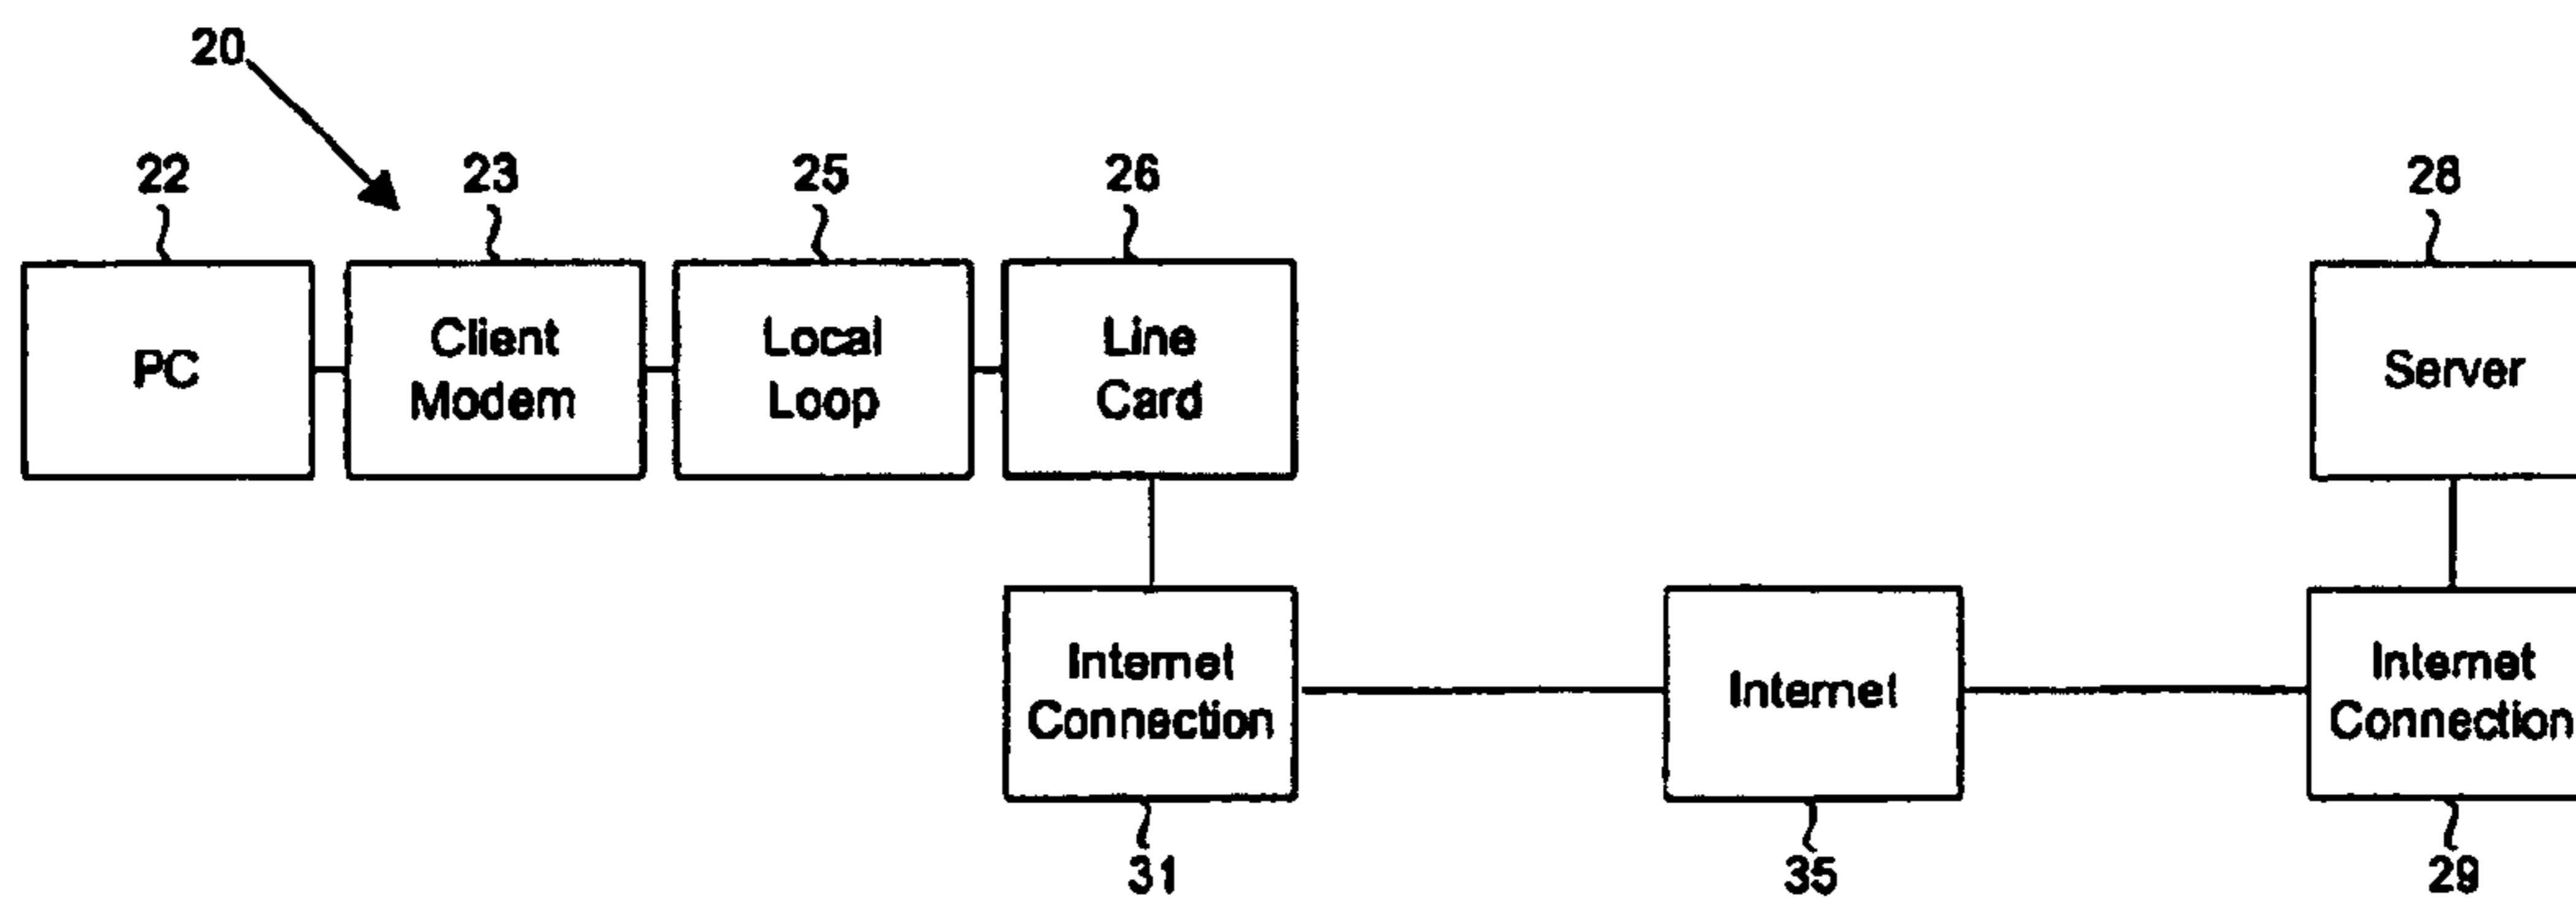 20
22
23
25
26
28
PC
Client
Modem
Local
Loop
Line
Card
Server
Internet
Connection
Internet
Internet
Connection
31
35
29